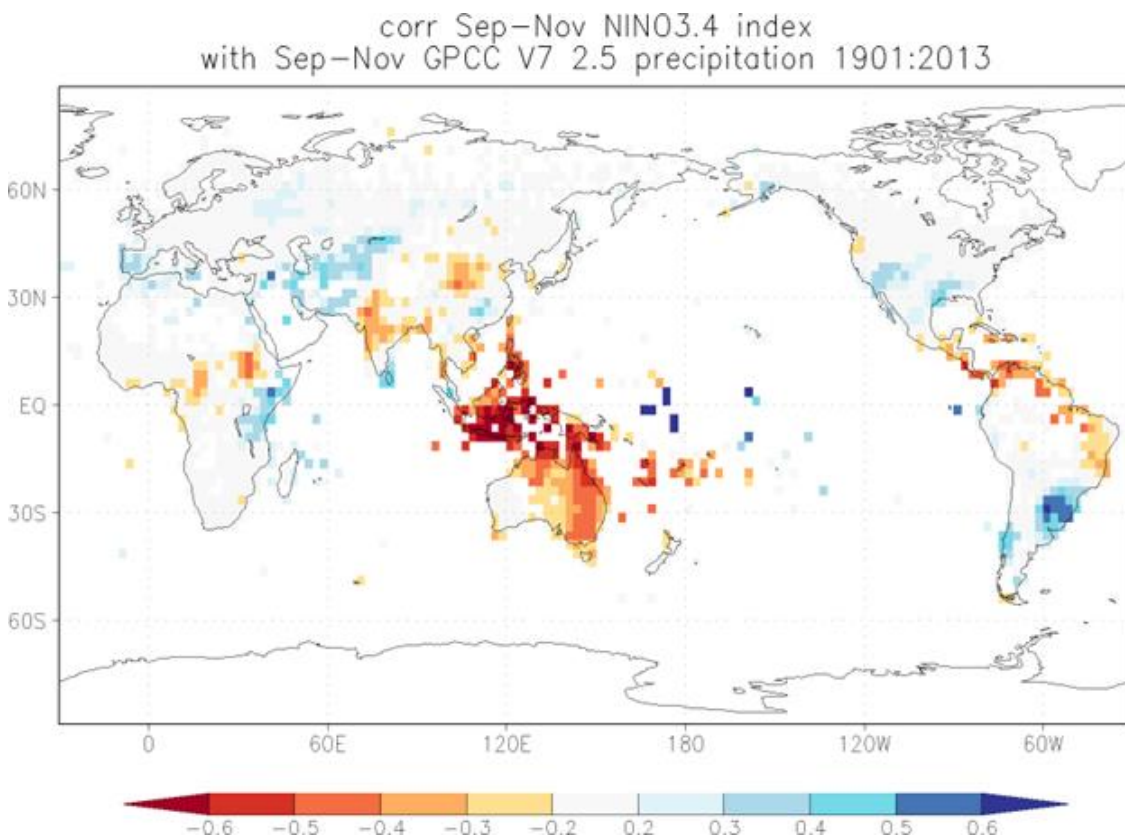 corr Sep-Nov NINO3.4 index
with Sep-Nov GPCC V7 2.5 precipitation 1901:2013
60N
30N
EQ
30S
60S
0 60E 120E 180 120W 60W
-0.6 -0.5 -0.4 -0.3 -0.2 0.2 0.3 0.4 0.5 0.6